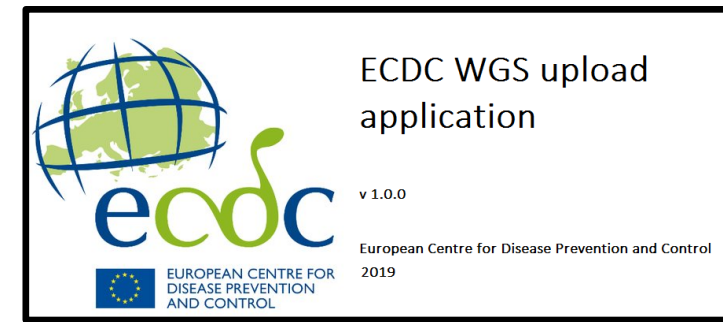 ecdc
EUROPEAN CENTRE FOR
DISEASE PREVENTION
AND CONTROL
ECDC WGS upload
application
v 1.0.0
European Centre for Disease Prevention and Control
2019